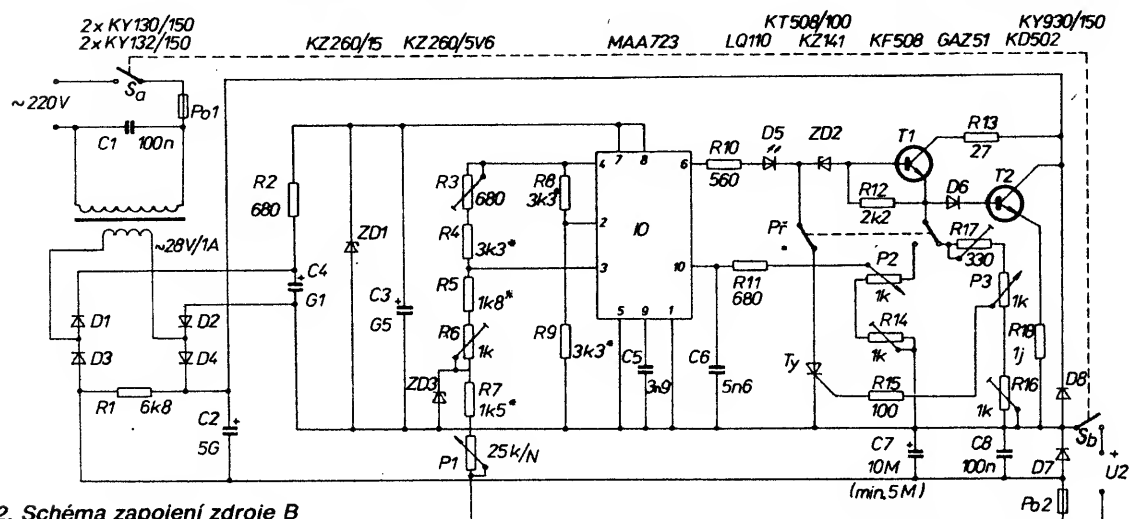 2x KY130/150
2x KY132/150
KZ260/15
KZ260/5V6
MAA723
LQ110
KT508/100
KZ141
KF508
GAZ51
KD502
KY930/150
Sa
~220V
Po1
C1
100n
~28V/1A
D1
D2
D3
D4
R1
6k8
C2
5G
R2
680
C4
G1
ZD1
C3
G5
R3
680
R4
3k3*
R5
1k8*
R6
1k
ZD3
R7
1k5*
P1
25k/N
R8
3k3*
R9
3k3*
4
7
8
6
2
IO
3
10
5
9
1
C5
3n9
C6
5n6
R10
560
D5
ZD2
R11
680
Př
Ty
R12
2k2
T1
R13
27
D6
T2
R17
330
P2
1k
P3
1k
R14
1k
R15
100
R16
1k
R18
1j
D8
Sb
C7
10M
(min. 5M)
C8
100n
D7
+
U2
Po2
2. Schéma zapojení zdroje B